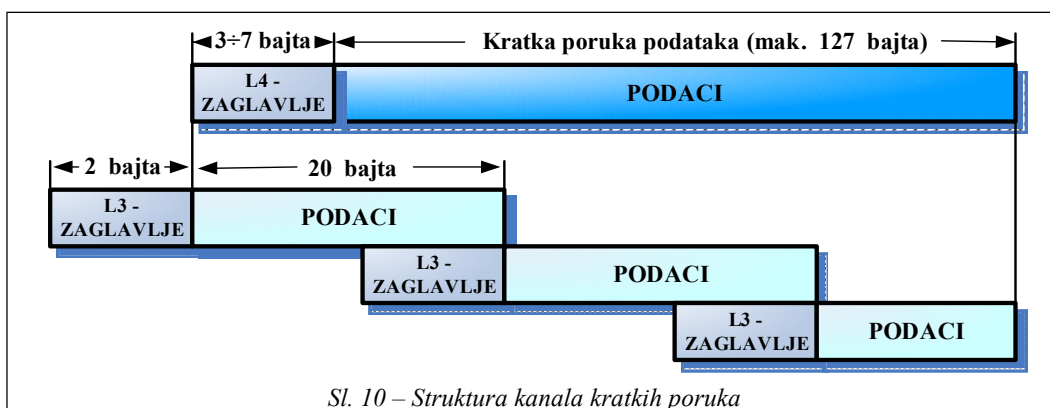 3÷7 bajta
Kratka poruka podataka (mak. 127 bajta)
L4 -
ZAGLAVLJE
PODACI
2 bajta
20 bajta
L3 -
ZAGLAVLJE
PODACI
L3 -
ZAGLAVLJE
PODACI
L3 -
ZAGLAVLJE
PODACI
Sl. 10 – Struktura kanala kratkih poruka